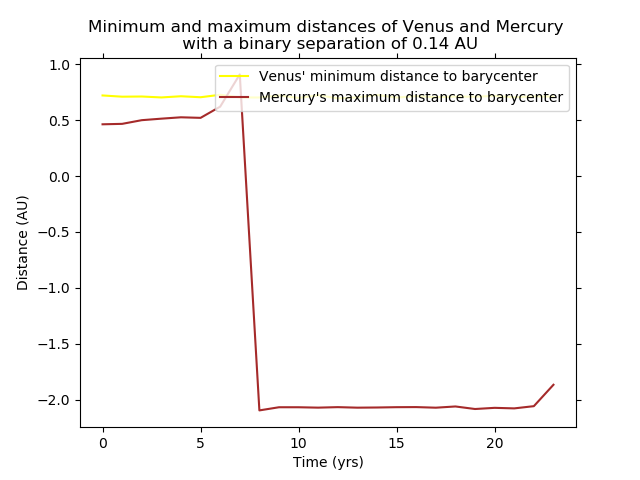 Minimum and maximum distances of Venus and Mercury
with a binary separation of 0.14 AU
Venus' minimum distance to barycenter
Mercury's maximum distance to barycenter
Distance (AU)
1.0
0.5
0.0
−0.5
−1.0
−1.5
−2.0
0 5 10 15 20
Time (yrs)